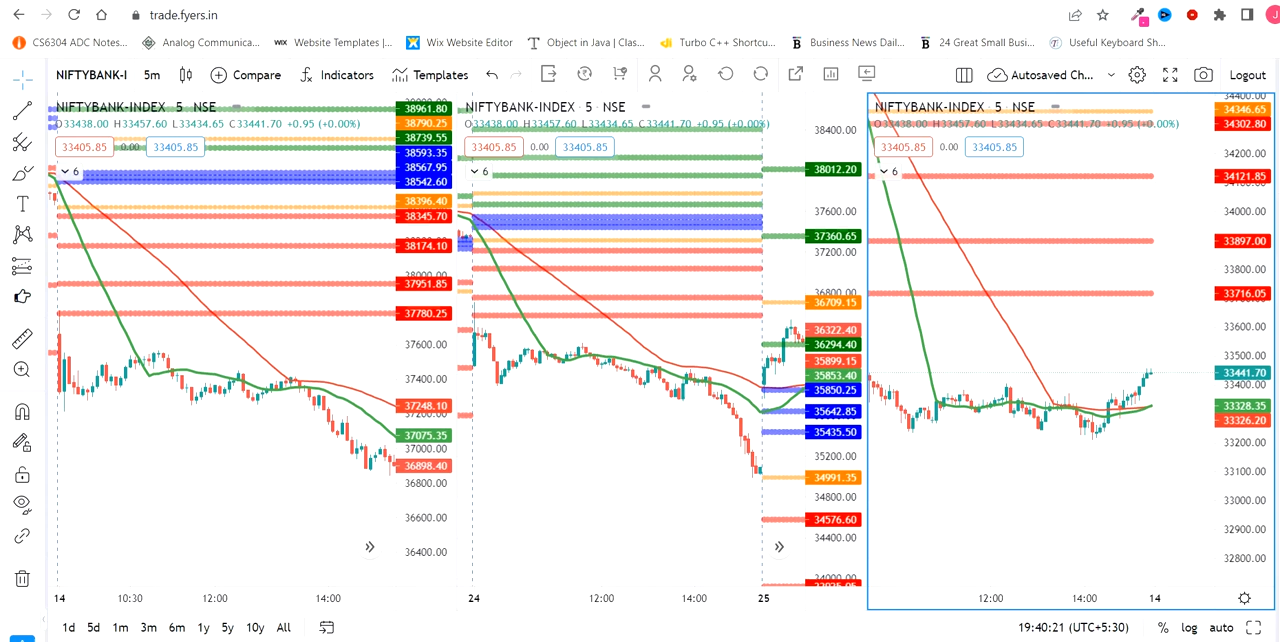 trade.fyers.in
CS6304 ADC Notes...
Analog Communica...
WiX
Website Templates |...
Wix Website Editor
Object in Java | Clas...
Turbo C++ Shortcu...
Business News Dail...
24 Great Small Busi...
Useful Keyboard Sh...
NIFTYBANK-I 5m Compare Indicators Templates Autosaved Ch... Logout
NIFTYBANK-INDEX 5 NSE
O33438.00 H33457.60 L33434.65 C33441.70 +0.95 (+0.00%)
33405.85 0.00 33405.85
6
38961.80
38790.25
38739.55
38593.35
38567.95
38542.60
38396.40
38345.70
38174.10
38000.00
37951.85
37780.25
37600.00
37400.00
37248.10
37200.00
37075.35
37000.00
36898.40
36800.00
36600.00
36400.00
14 10:30 12:00 14:00
NIFTYBANK-INDEX 5 NSE
O33438.00 H33457.60 L33434.65 C33441.70 +0.95 (+0.00%)
33405.85 0.00 33405.85
6
38400.00
38012.20
37600.00
37360.65
37200.00
36800.00
36709.15
36322.40
36294.40
35899.15
35853.40
35850.25
35642.85
35435.50
35200.00
34991.35
34800.00
34576.60
34400.00
34000.00
24 12:00 14:00 25
NIFTYBANK-INDEX 5 NSE
O33438.00 H33457.60 L33434.65 C33441.70 +0.95 (+0.00%)
33405.85 0.00 33405.85
6
34400.00
34346.65
34302.80
34200.00
34121.85
34100.00
34000.00
33897.00
33800.00
33716.05
33600.00
33500.00
33441.70
33400.00
33328.35
33326.20
33200.00
33100.00
33000.00
32900.00
32800.00
12:00 14:00 14
1d 5d 1m 3m 6m 1y 5y 10y All
19:40:21 (UTC+5:30) % log auto